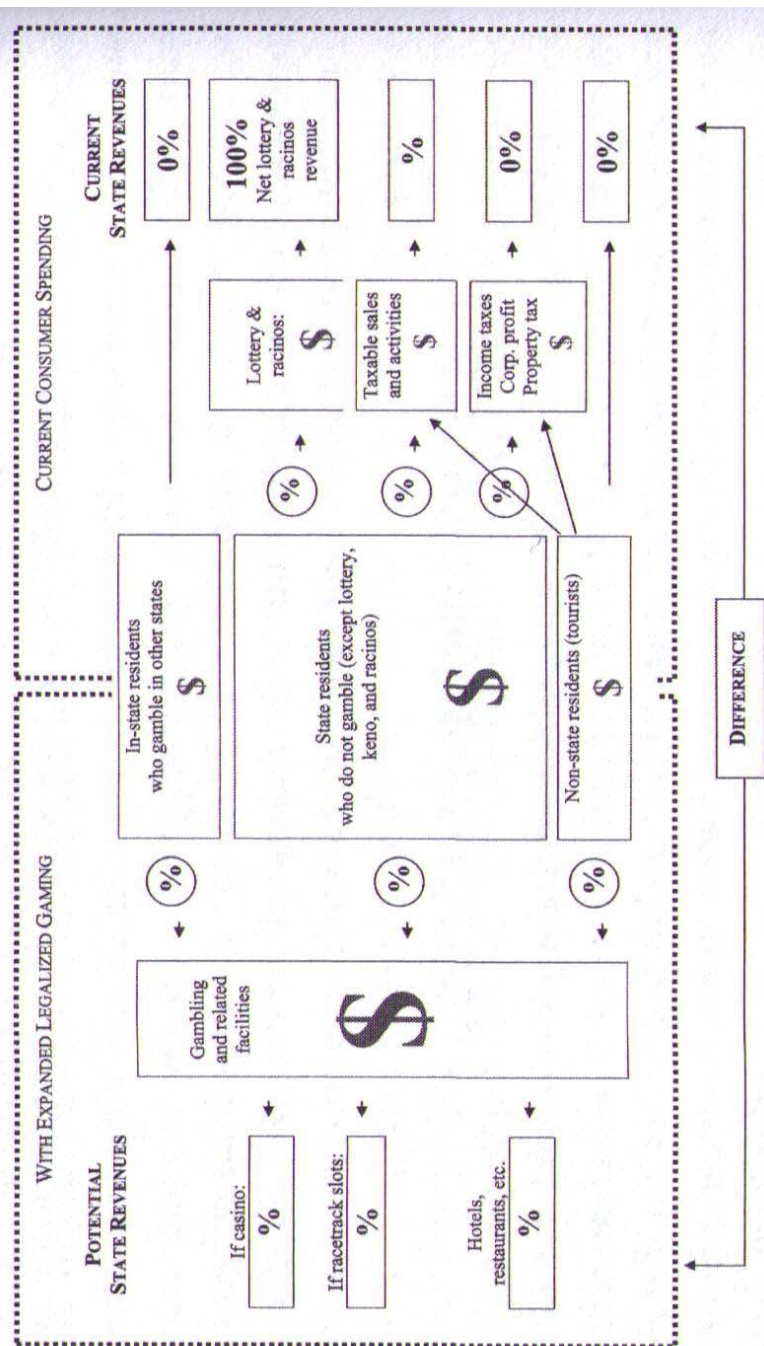 WITH EXPANDED LEGALIZED GAMING
CURRENT CONSUMER SPENDING
POTENTIAL
STATE REVENUES
If casino:
%
If racetrack slots:
%
Hotels,
restaurants, etc.
%
Gambling
and related
facilities
$
%
%
%
In-state residents
who gamble in other states
$
State residents
who do not gamble (except lottery,
keno, and racinos)
$
Non-state residents (tourists)
$
%
%
%
Lottery &
racinos:
$
Taxable sales
and activities
$
Income taxes
Corp. profit
Property tax
$
CURRENT
STATE REVENUES
0%
100%
Net lottery &
racinos
revenue
%
0%
0%
DIFFERENCE